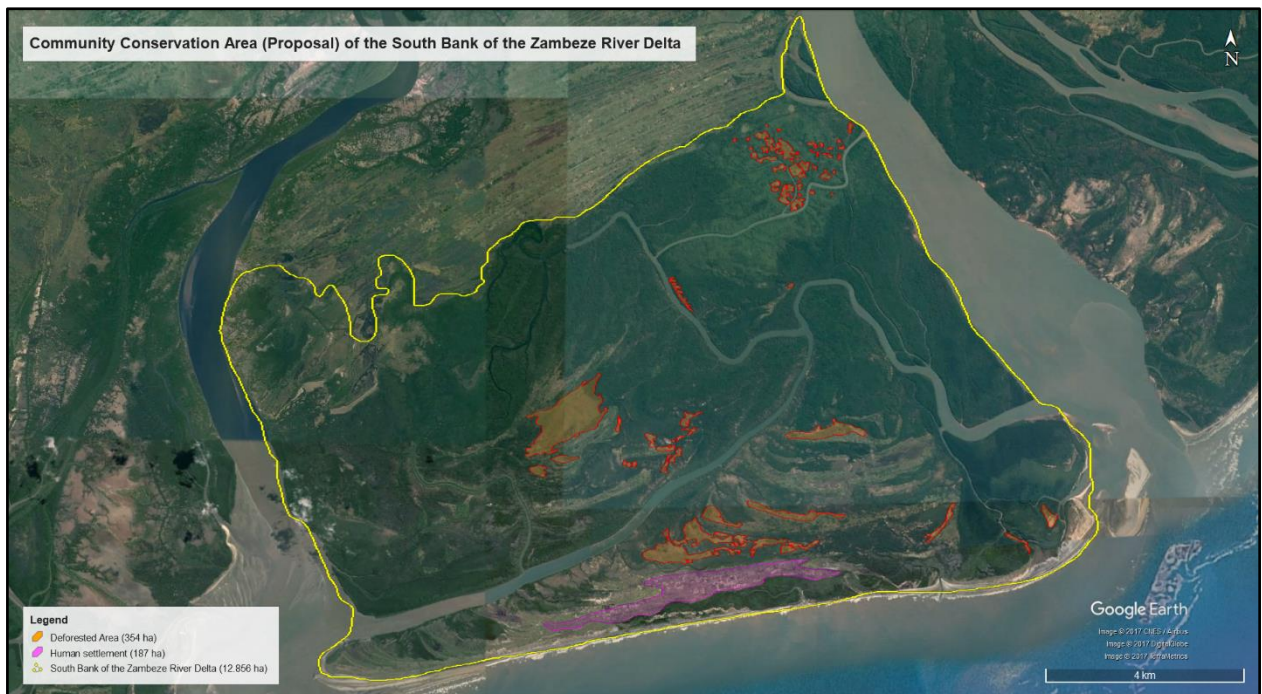 Community Conservation Area (Proposal) of the South Bank of the Zambeze River Delta
N
Legend
Deforested Area (354 ha)
Human settlement (187 ha)
South Bank of the Zambeze River Delta (12.856 ha)
Google Earth
Image © 2017 CNES / Airbus
Image © 2017 DigitalGlobe
Image © 2017 TerraMetrics
4 km